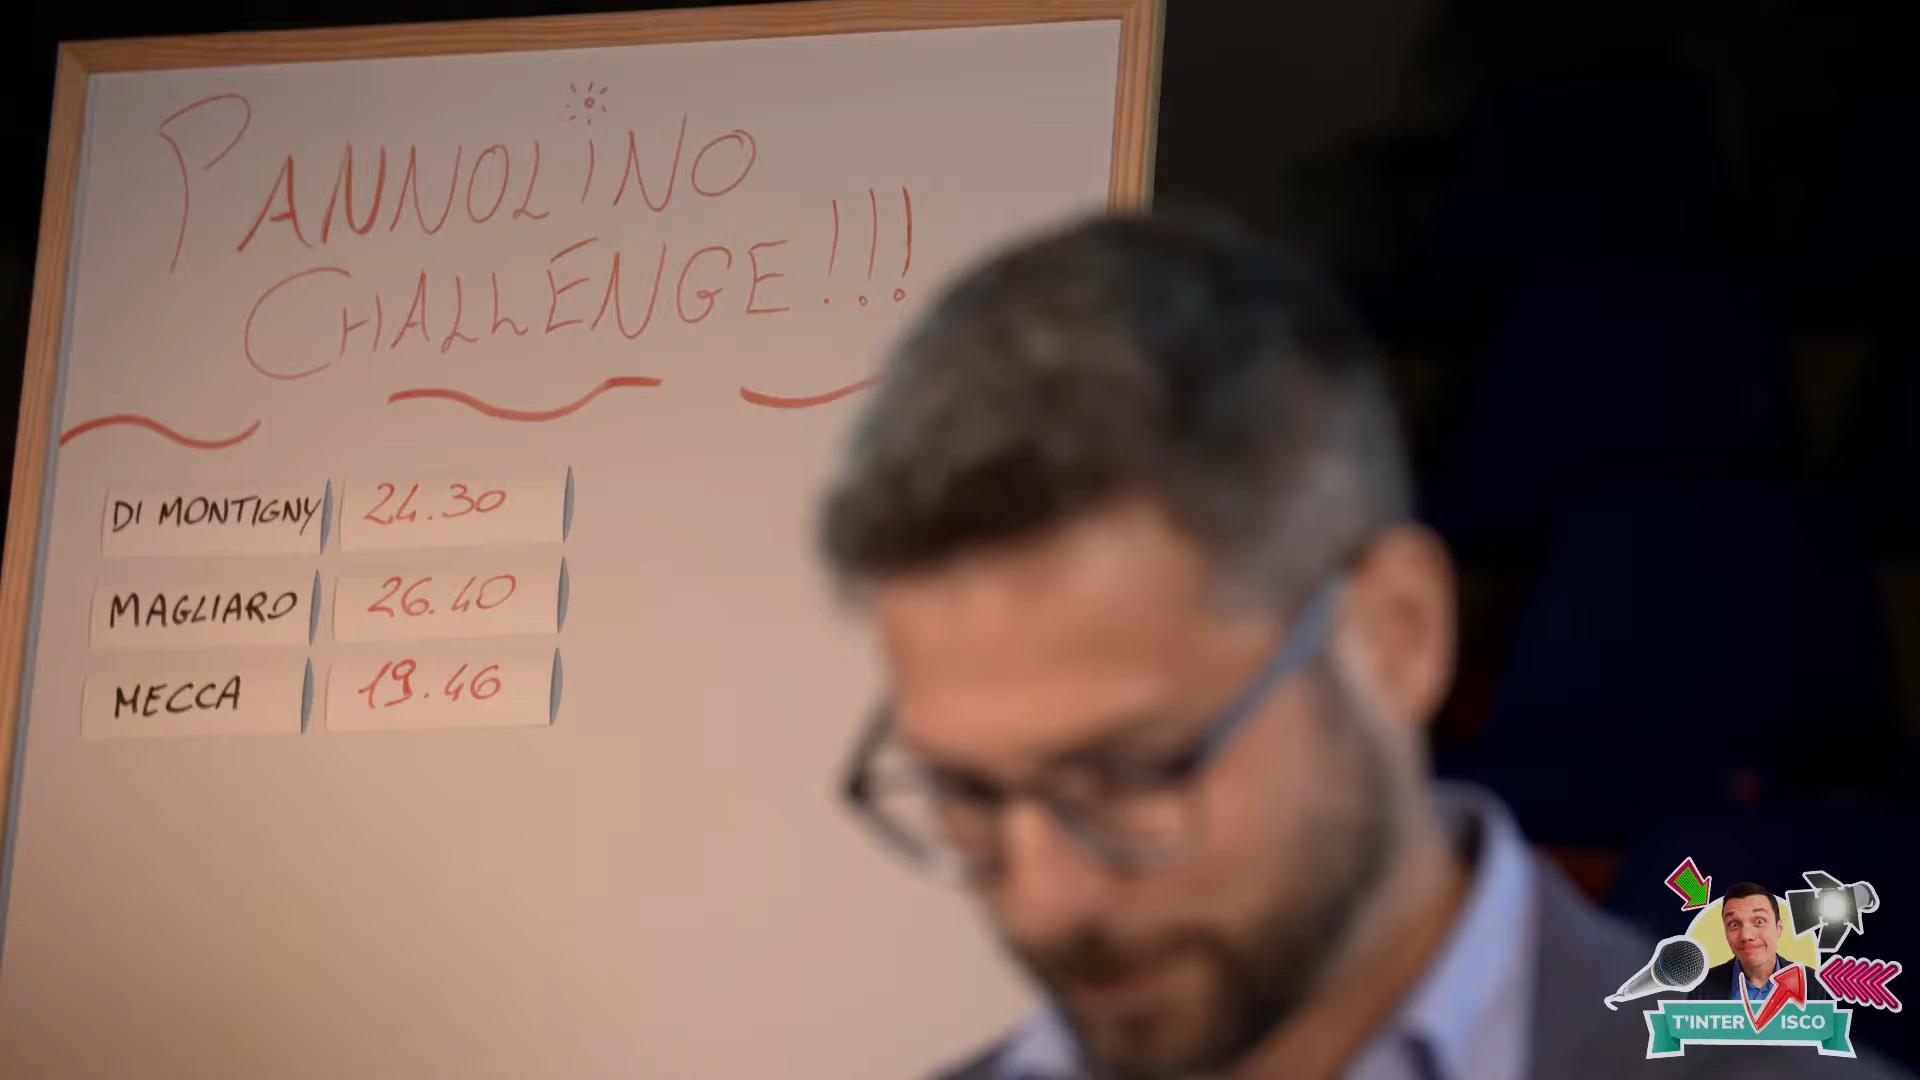 PANNOLINO
CHALLENGE!!!
DI MONTIGNY 24.30
MAGLIARO 26.40
MECCA 19.46
T'INTERVISCO